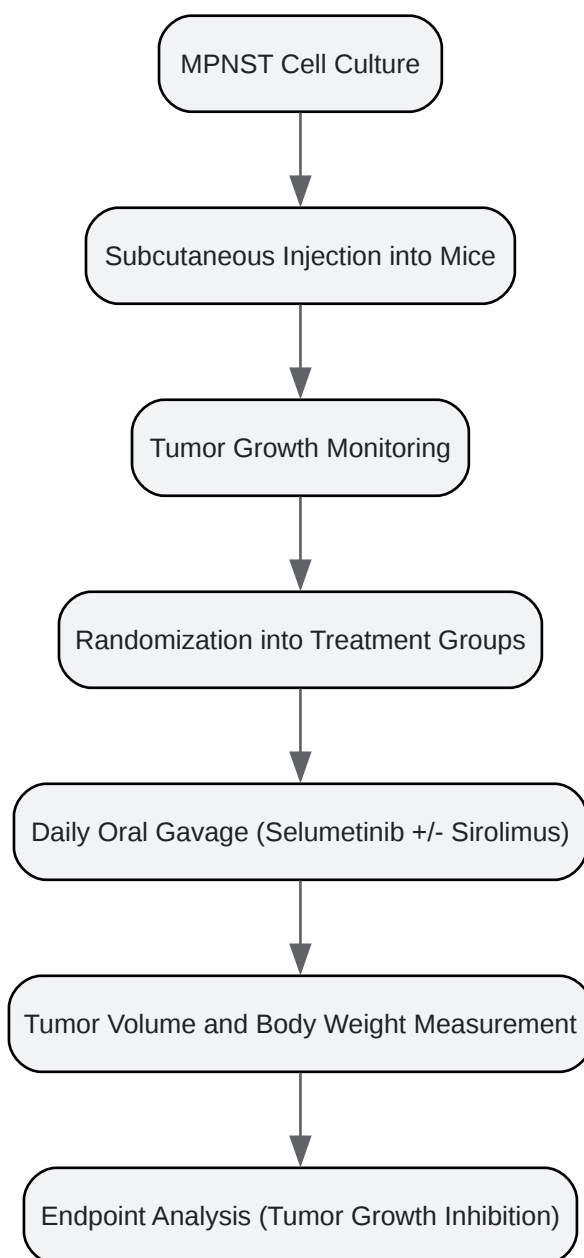 MPNST Cell Culture
Subcutaneous Injection into Mice
Tumor Growth Monitoring
Randomization into Treatment Groups
Daily Oral Gavage (Selumetinib +/- Sirolimus)
Tumor Volume and Body Weight Measurement
Endpoint Analysis (Tumor Growth Inhibition)